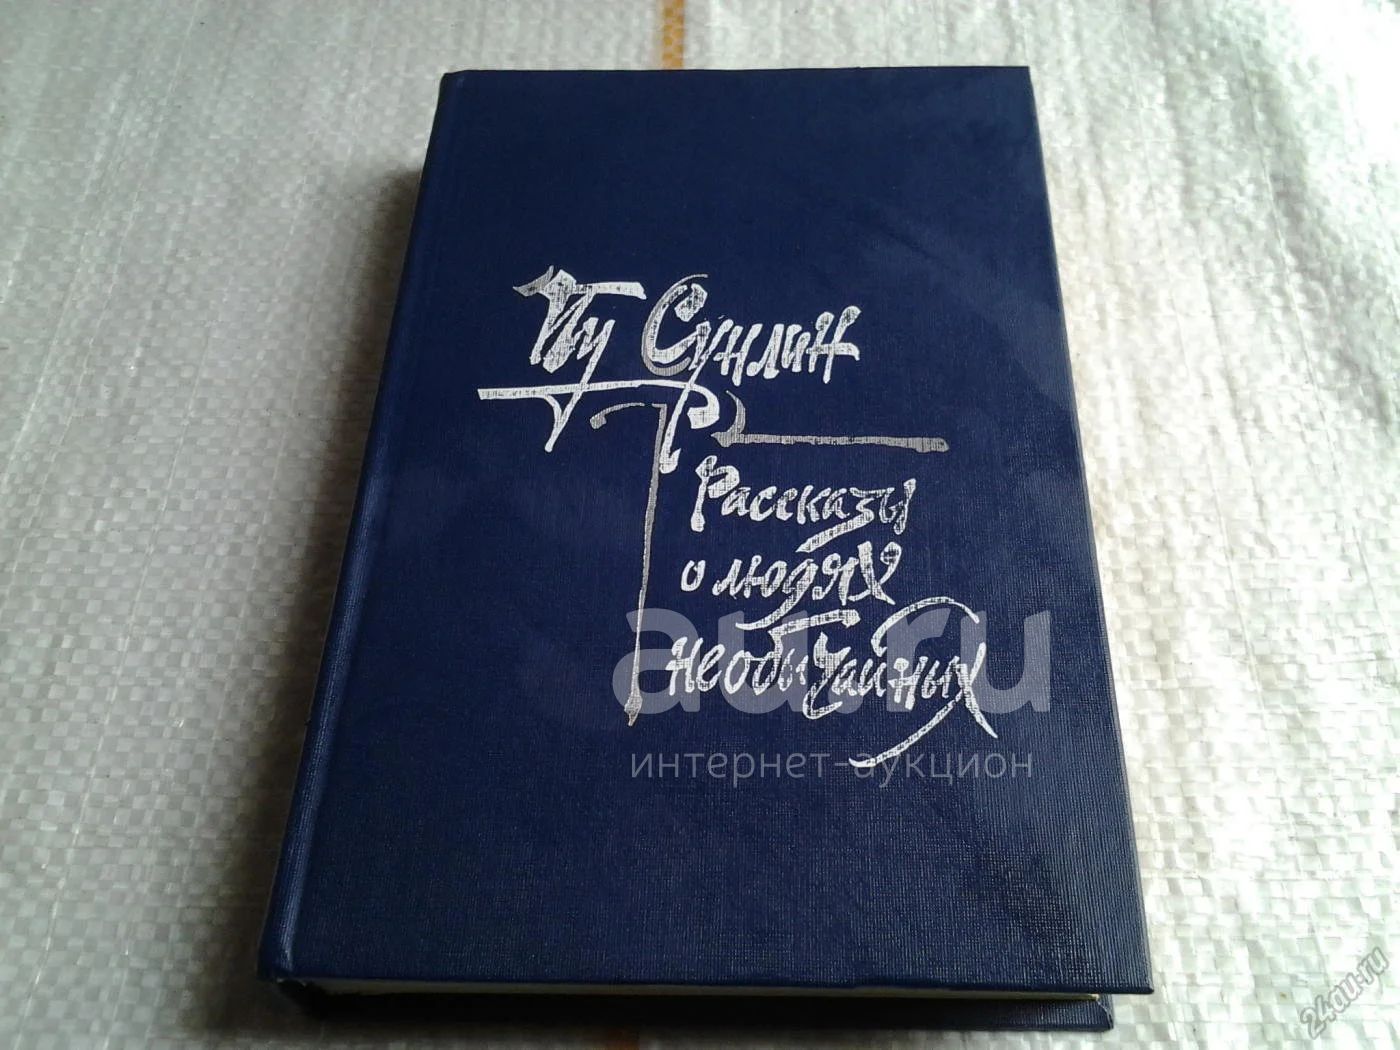 Пу Сунлин
Рассказы
о людях
необычайных
au.ru
интернет-аукцион
24au.ru